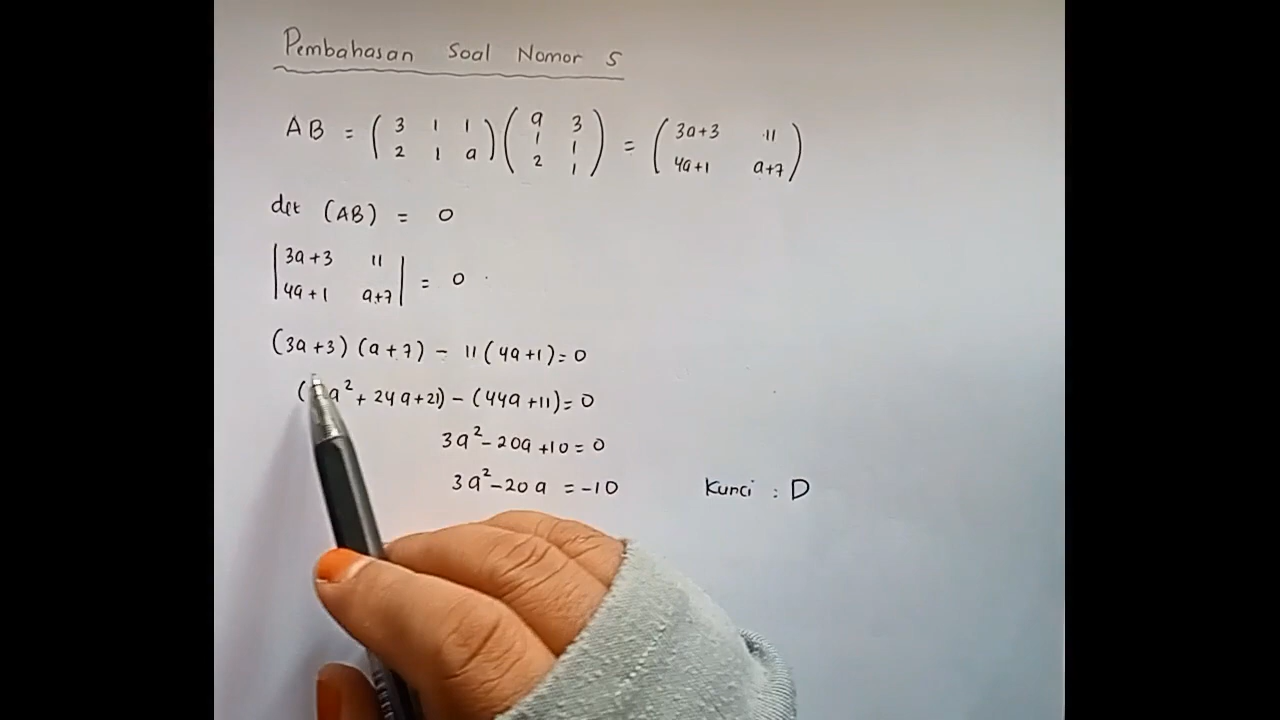 Pembahasan Soal Nomor 5
AB = (3 1 1 / 2 1 a) (a 3 / 1 1 / 2 1) = (3a+3 11 / 4a+1 a+7)
det (AB) = 0
|3a+3 11 / 4a+1 a+7| = 0
(3a+3) (a+7) - 11(4a+1) = 0
( a² + 24a+21) - (44a+11) = 0
3a² - 20a + 10 = 0
3a² - 20a = -10 Kunci : D